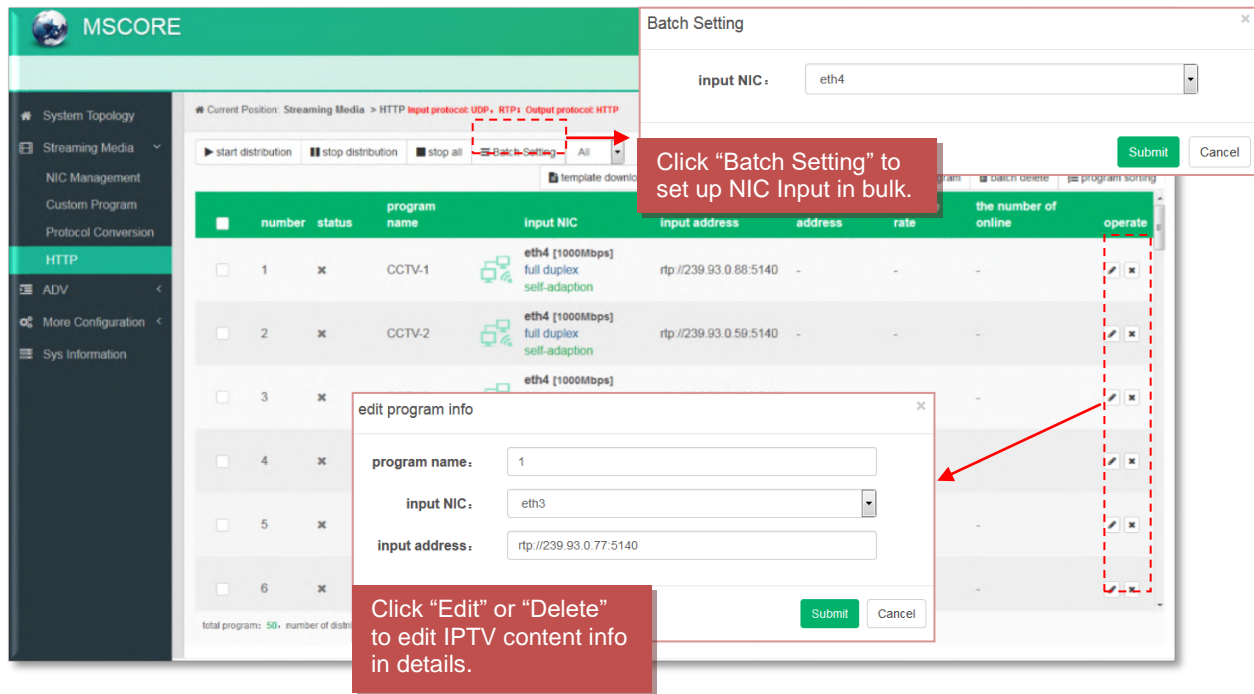 MSCORE
Batch Setting
×
input NIC：
eth4
Submit
Cancel
System Topology
Streaming Media
NIC Management
Custom Program
Protocol Conversion
HTTP
ADV
More Configuration
Sys Information
Current Position: Streaming Media > HTTP Input protocol: UDP，RTP； Output protocol: HTTP
start distribution
stop distribution
stop all
Batch Setting
All
Click “Batch Setting” to
set up NIC Input in bulk.
template downlo
batch delete
program sorting
number status program name input NIC input address address rate the number of online operate
1 × CCTV-1 eth4 [1000Mbps] rtp://239.93.0.88:5140 - - -
full duplex
self-adaption
2 × CCTV-2 eth4 [1000Mbps] rtp://239.93.0.59:5140 - - -
full duplex
self-adaption
3 × eth4 [1000Mbps] -
4 ×
5 × -
6 × -
edit program info
×
program name： 1
input NIC： eth3
input address： rtp://239.93.0.77:5140
Submit
Cancel
Click “Edit” or “Delete”
to edit IPTV content info
in details.
total program：50，number of distri